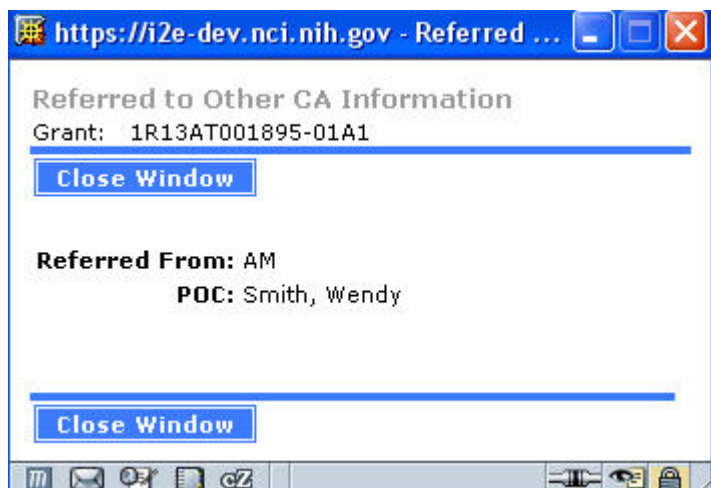 https://i2e-dev.nci.nih.gov - Referred ...
Referred to Other CA Information
Grant: 1R13AT001895-01A1
Close Window
Referred From: AM
POC: Smith, Wendy
Close Window